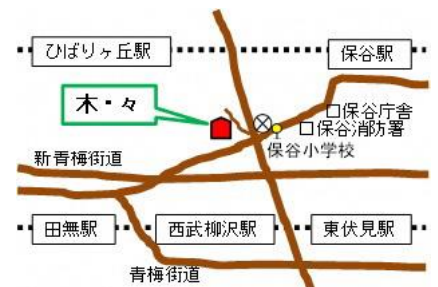 ひばりヶ丘駅
保谷駅
木・々
保谷庁舎
保谷消防署
保谷小学校
新青梅街道
田無駅
西武柳沢駅
東伏見駅
青梅街道